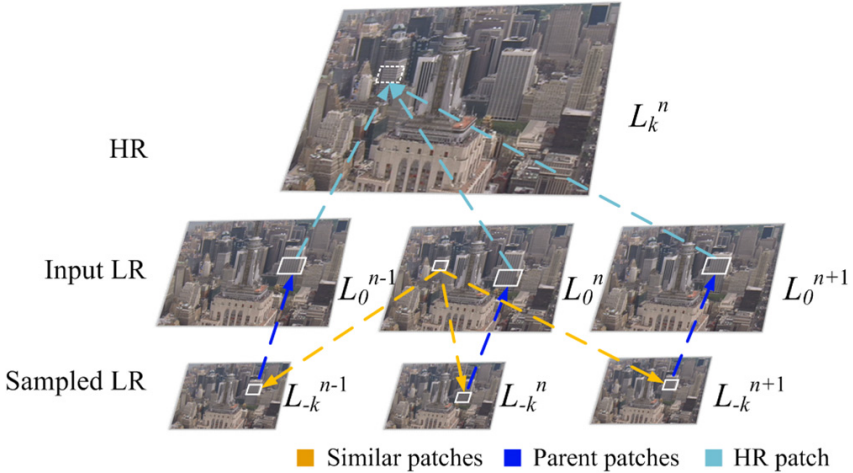 HR
L_k^n
Input LR
L_0^{n-1}
L_0^n
L_0^{n+1}
Sampled LR
L_{-k}^{n-1}
L_{-k}^n
L_{-k}^{n+1}
Similar patches
Parent patches
HR patch